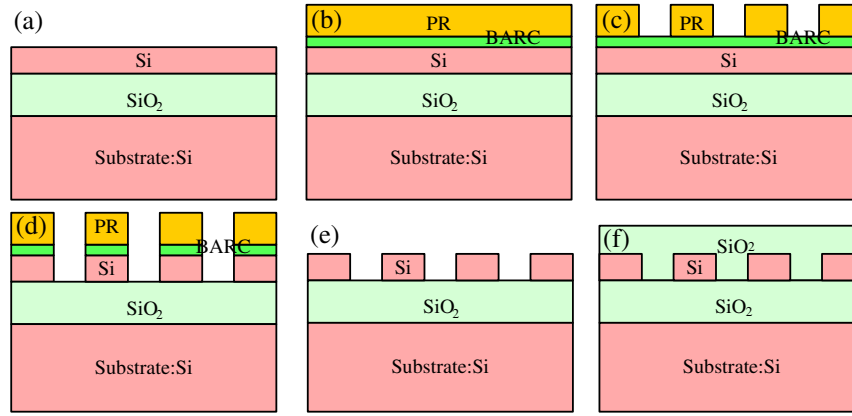 (a)
Si
SiO₂
Substrate:Si
(b)
PR
BARC
Si
SiO₂
Substrate:Si
(c)
PR
BARC
Si
SiO₂
Substrate:Si
(d)
PR
BARC
Si
SiO₂
Substrate:Si
(e)
Si
SiO₂
Substrate:Si
(f)
SiO²
Si
SiO₂
Substrate:Si